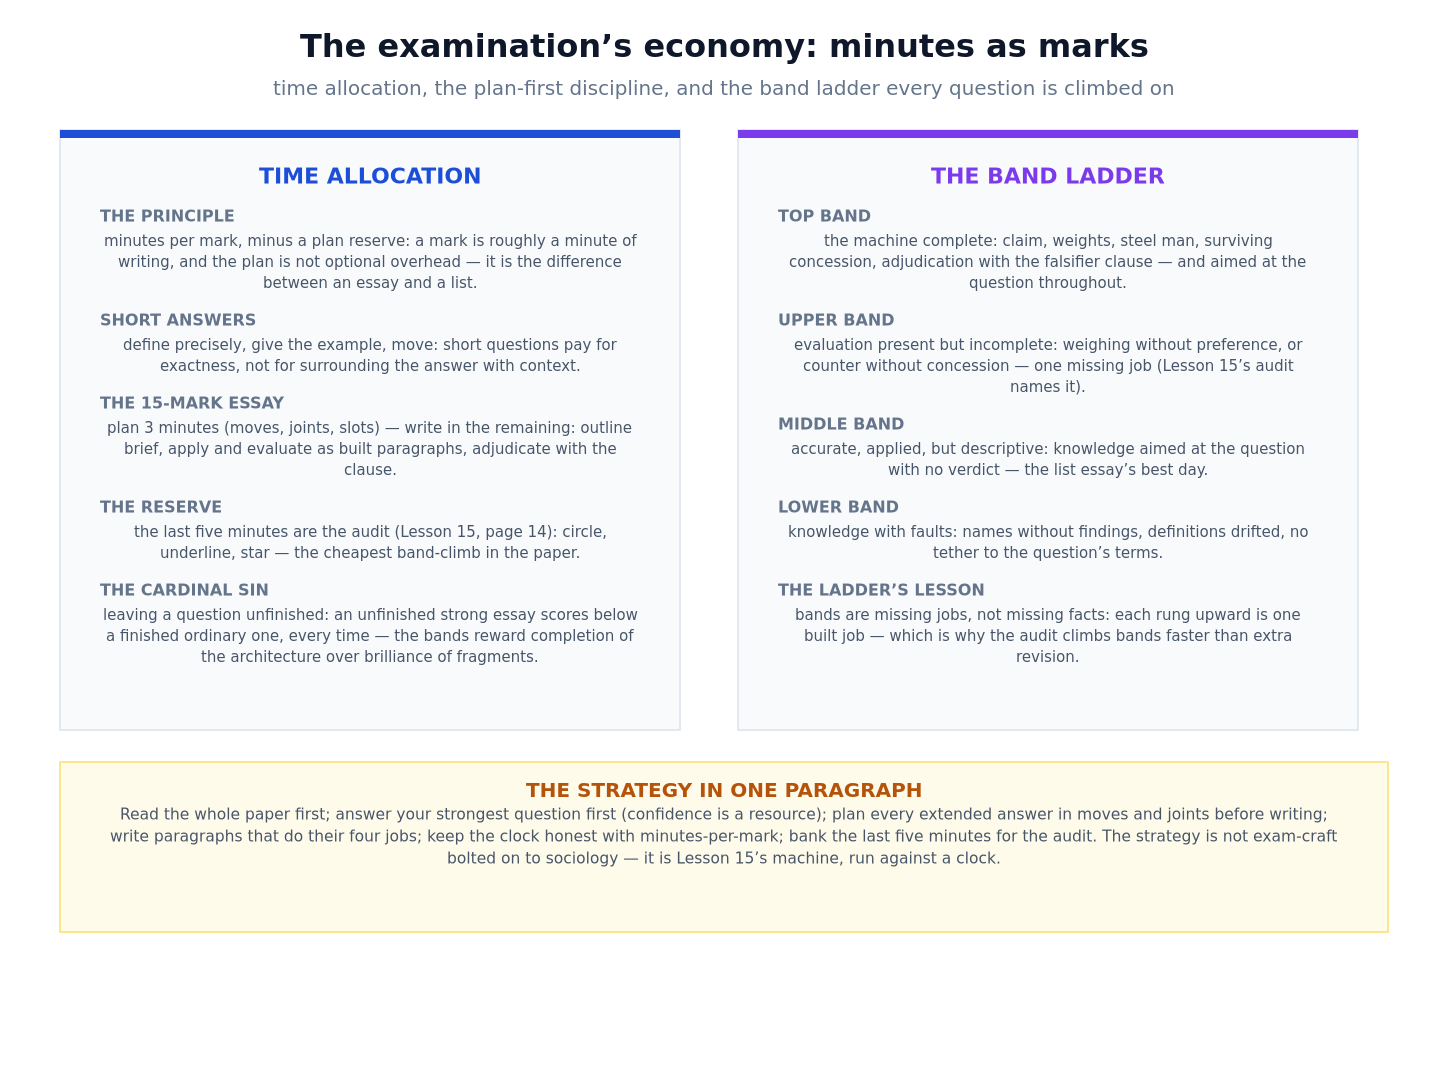 The examination’s economy: minutes as marks
time allocation, the plan-first discipline, and the band ladder every question is climbed on
TIME ALLOCATION
THE PRINCIPLE
minutes per mark, minus a plan reserve: a mark is roughly a minute of
writing, and the plan is not optional overhead — it is the difference
between an essay and a list.
SHORT ANSWERS
define precisely, give the example, move: short questions pay for
exactness, not for surrounding the answer with context.
THE 15-MARK ESSAY
plan 3 minutes (moves, joints, slots) — write in the remaining: outline
brief, apply and evaluate as built paragraphs, adjudicate with the
clause.
THE RESERVE
the last five minutes are the audit (Lesson 15, page 14): circle,
underline, star — the cheapest band-climb in the paper.
THE CARDINAL SIN
leaving a question unfinished: an unfinished strong essay scores below
a finished ordinary one, every time — the bands reward completion of
the architecture over brilliance of fragments.
THE BAND LADDER
TOP BAND
the machine complete: claim, weights, steel man, surviving
concession, adjudication with the falsifier clause — and aimed at the
question throughout.
UPPER BAND
evaluation present but incomplete: weighing without preference, or
counter without concession — one missing job (Lesson 15’s audit
names it).
MIDDLE BAND
accurate, applied, but descriptive: knowledge aimed at the question
with no verdict — the list essay’s best day.
LOWER BAND
knowledge with faults: names without findings, definitions drifted, no
tether to the question’s terms.
THE LADDER’S LESSON
bands are missing jobs, not missing facts: each rung upward is one
built job — which is why the audit climbs bands faster than extra
revision.
THE STRATEGY IN ONE PARAGRAPH
Read the whole paper first; answer your strongest question first (confidence is a resource); plan every extended answer in moves and joints before writing;
write paragraphs that do their four jobs; keep the clock honest with minutes-per-mark; bank the last five minutes for the audit. The strategy is not exam-craft
bolted on to sociology — it is Lesson 15’s machine, run against a clock.